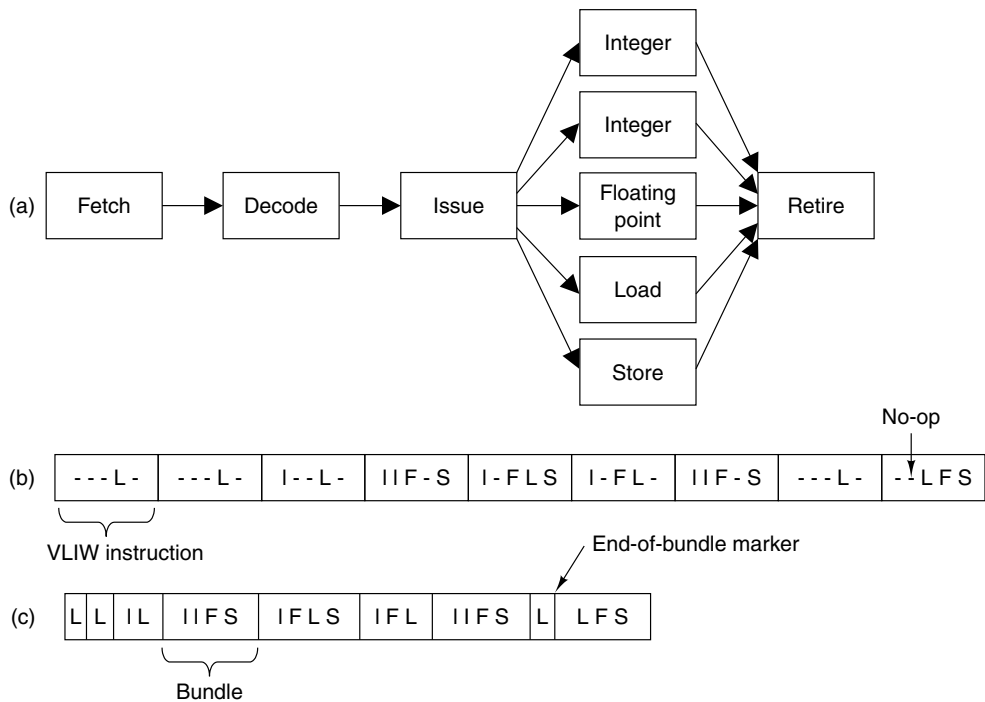 Integer
Integer
(a)
Fetch
Decode
Issue
Floating
point
Retire
Load
Store
No-op
(b)
- - - L -
- - - L -
I - - L -
I I F - S
I - F L S
I - F L -
I I F - S
- - - L -
- - L F S
VLIW instruction
End-of-bundle marker
(c)
L
L
I L
I I F S
I F L S
I F L
I I F S
L
L F S
Bundle